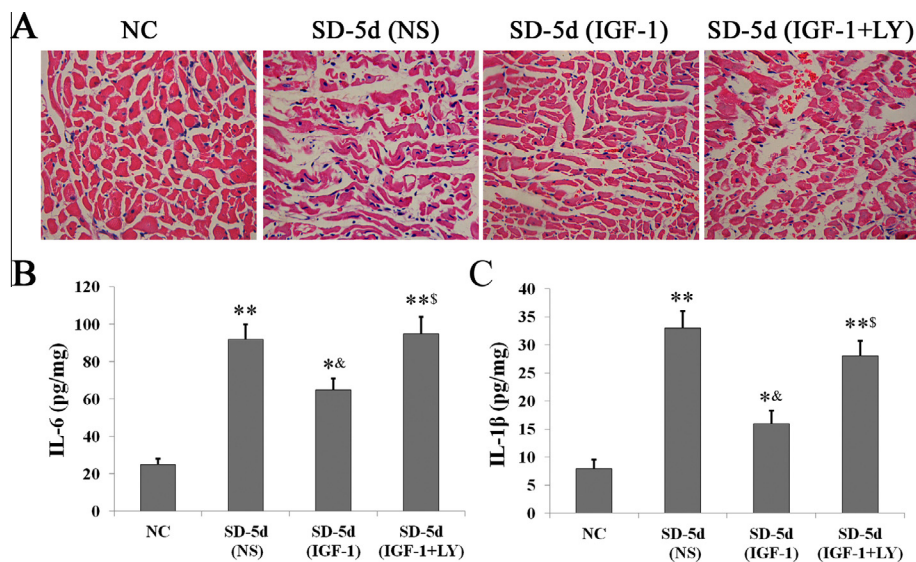 A
NC
SD-5d (NS)
SD-5d (IGF-1)
SD-5d (IGF-1+LY)
B
IL-6 (pg/mg)
120
100
80
60
40
20
0
**
*&
**$
NC
SD-5d
(NS)
SD-5d
(IGF-1)
SD-5d
(IGF-1+LY)
C
IL-1β (pg/mg)
40
35
30
25
20
15
10
5
0
**
*&
**$
NC
SD-5d
(NS)
SD-5d
(IGF-1)
SD-5d
(IGF-1+LY)